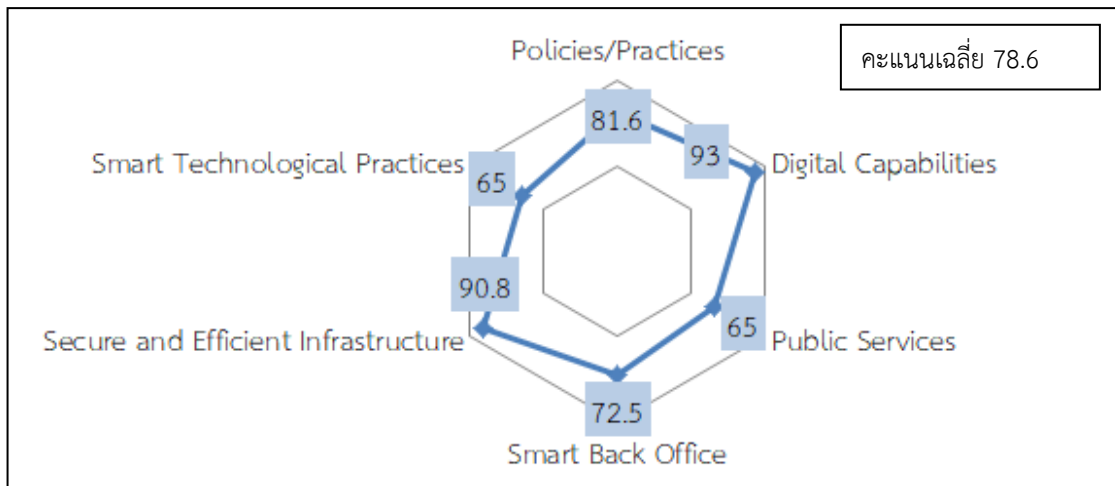 คะแนนเฉลี่ย 78.6
Policies/Practices
81.6
93
Smart Technological Practices
65
Digital Capabilities
90.8
65
Secure and Efficient Infrastructure
Public Services
72.5
Smart Back Office